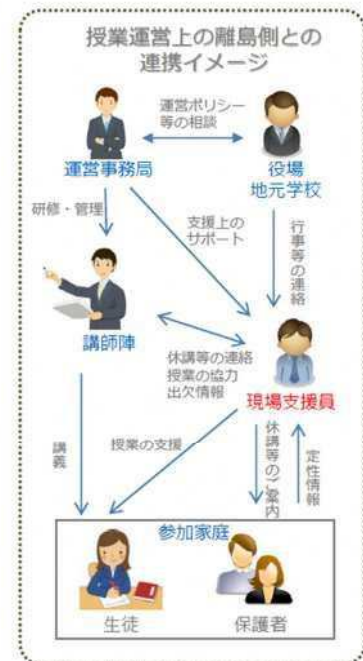 授業運営上の離島側との
連携イメージ
運営ポリシー
等の相談
運営事務局
役場
地元学校
研修・管理
支援上の
サポート
行事等の連絡
講師陣
休講等の連絡
授業の協力
出欠情報
現場支援員
講義
授業の支援
休講等のご案内
定性情報
参加家庭
生徒
保護者